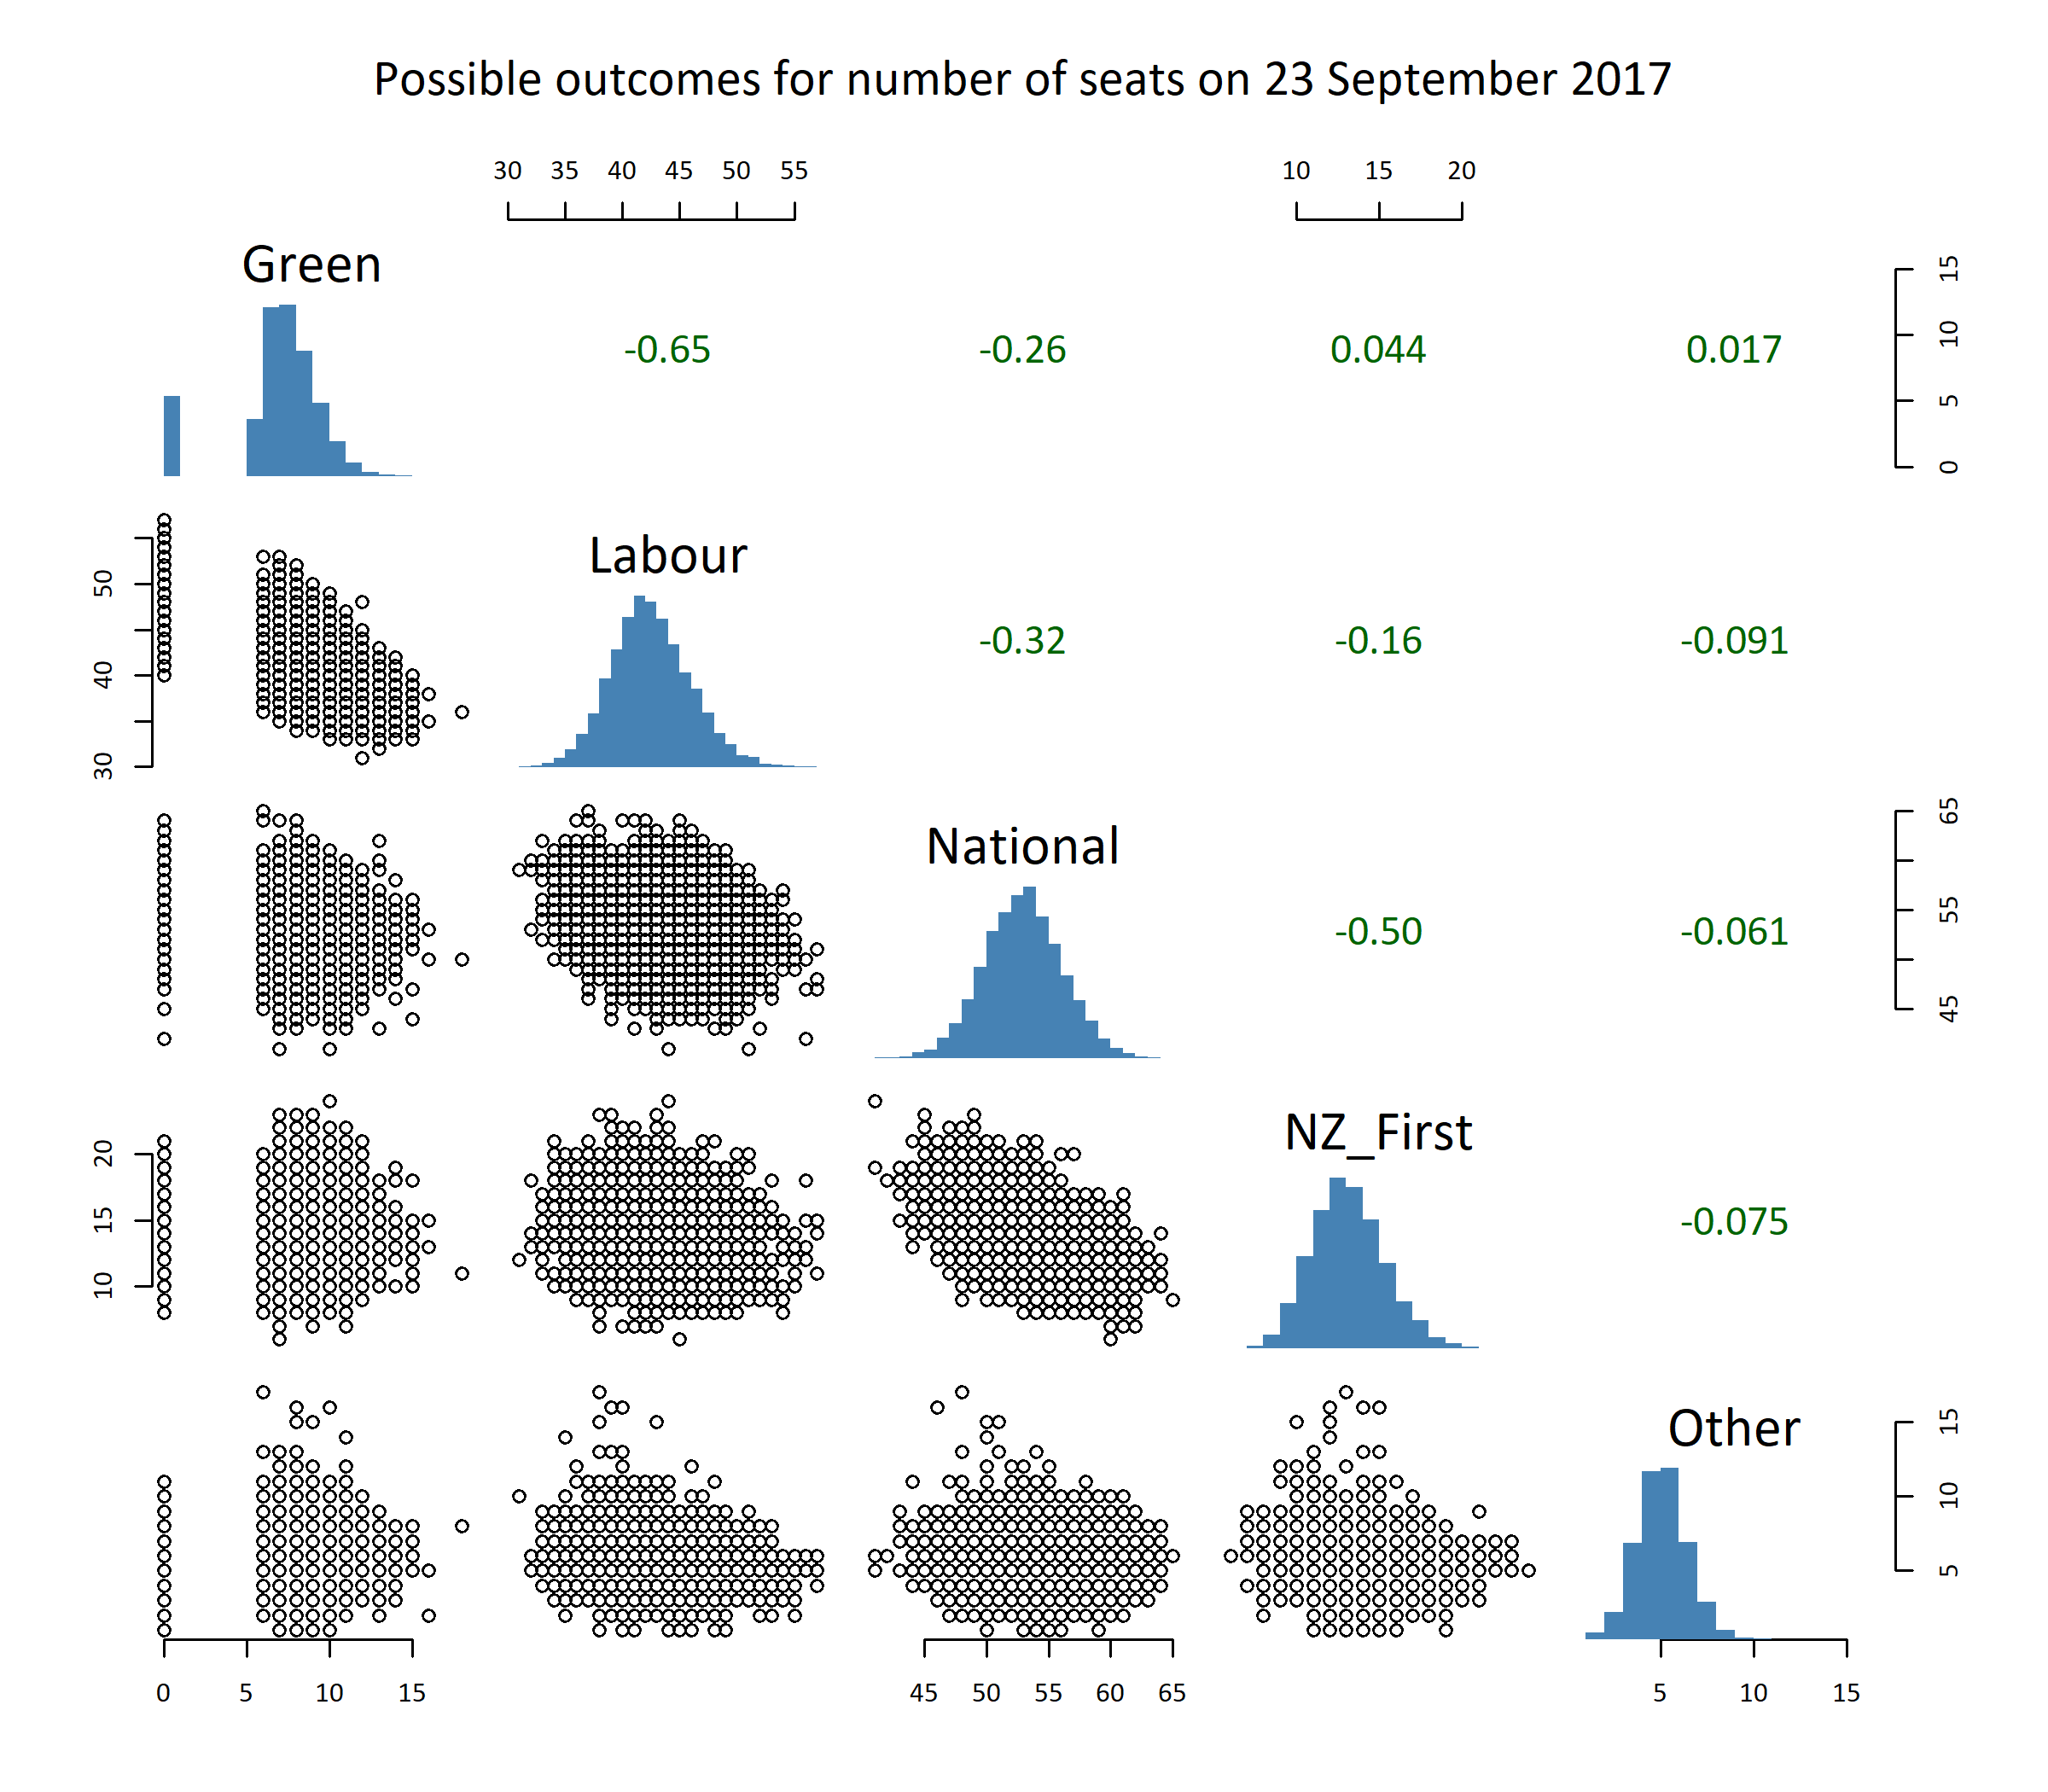 Possible outcomes for number of seats on 23 September 2017
30 35 40 45 50 55
10 15 20
Green
-0.65
-0.26
0.044
0.017
0 5 10 15
Labour
-0.32
-0.16
-0.091
30 40 50
National
-0.50
-0.061
45 55 65
NZ_First
-0.075
10 15 20
Other
5 10 15
0 5 10 15
45 50 55 60 65
5 10 15